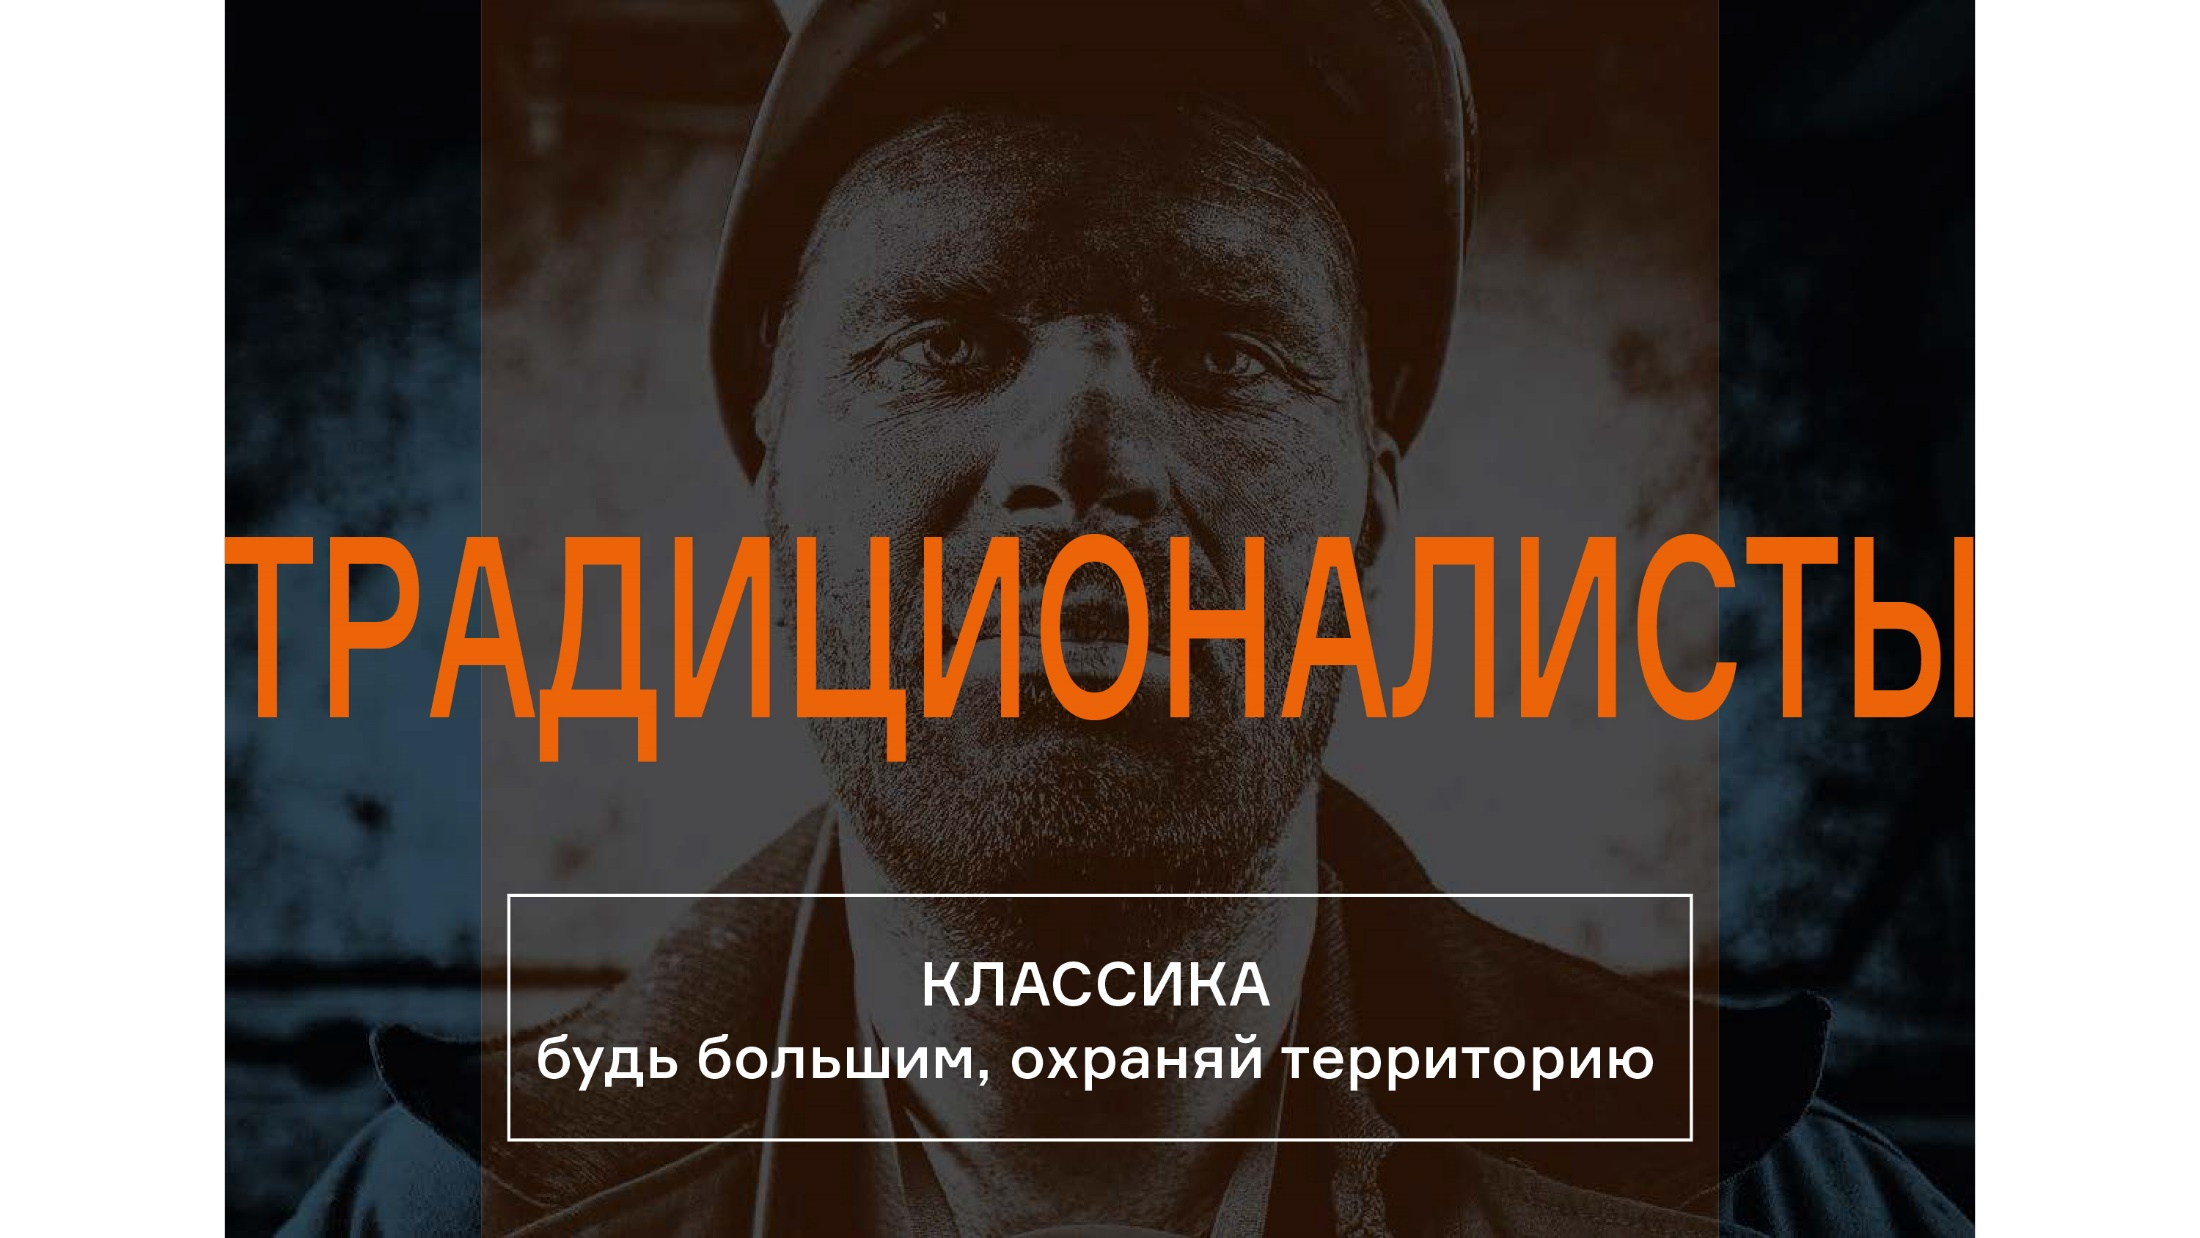 ТРАДИЦИОНАЛИСТЫ
КЛАССИКА
будь большим, охраняй территорию